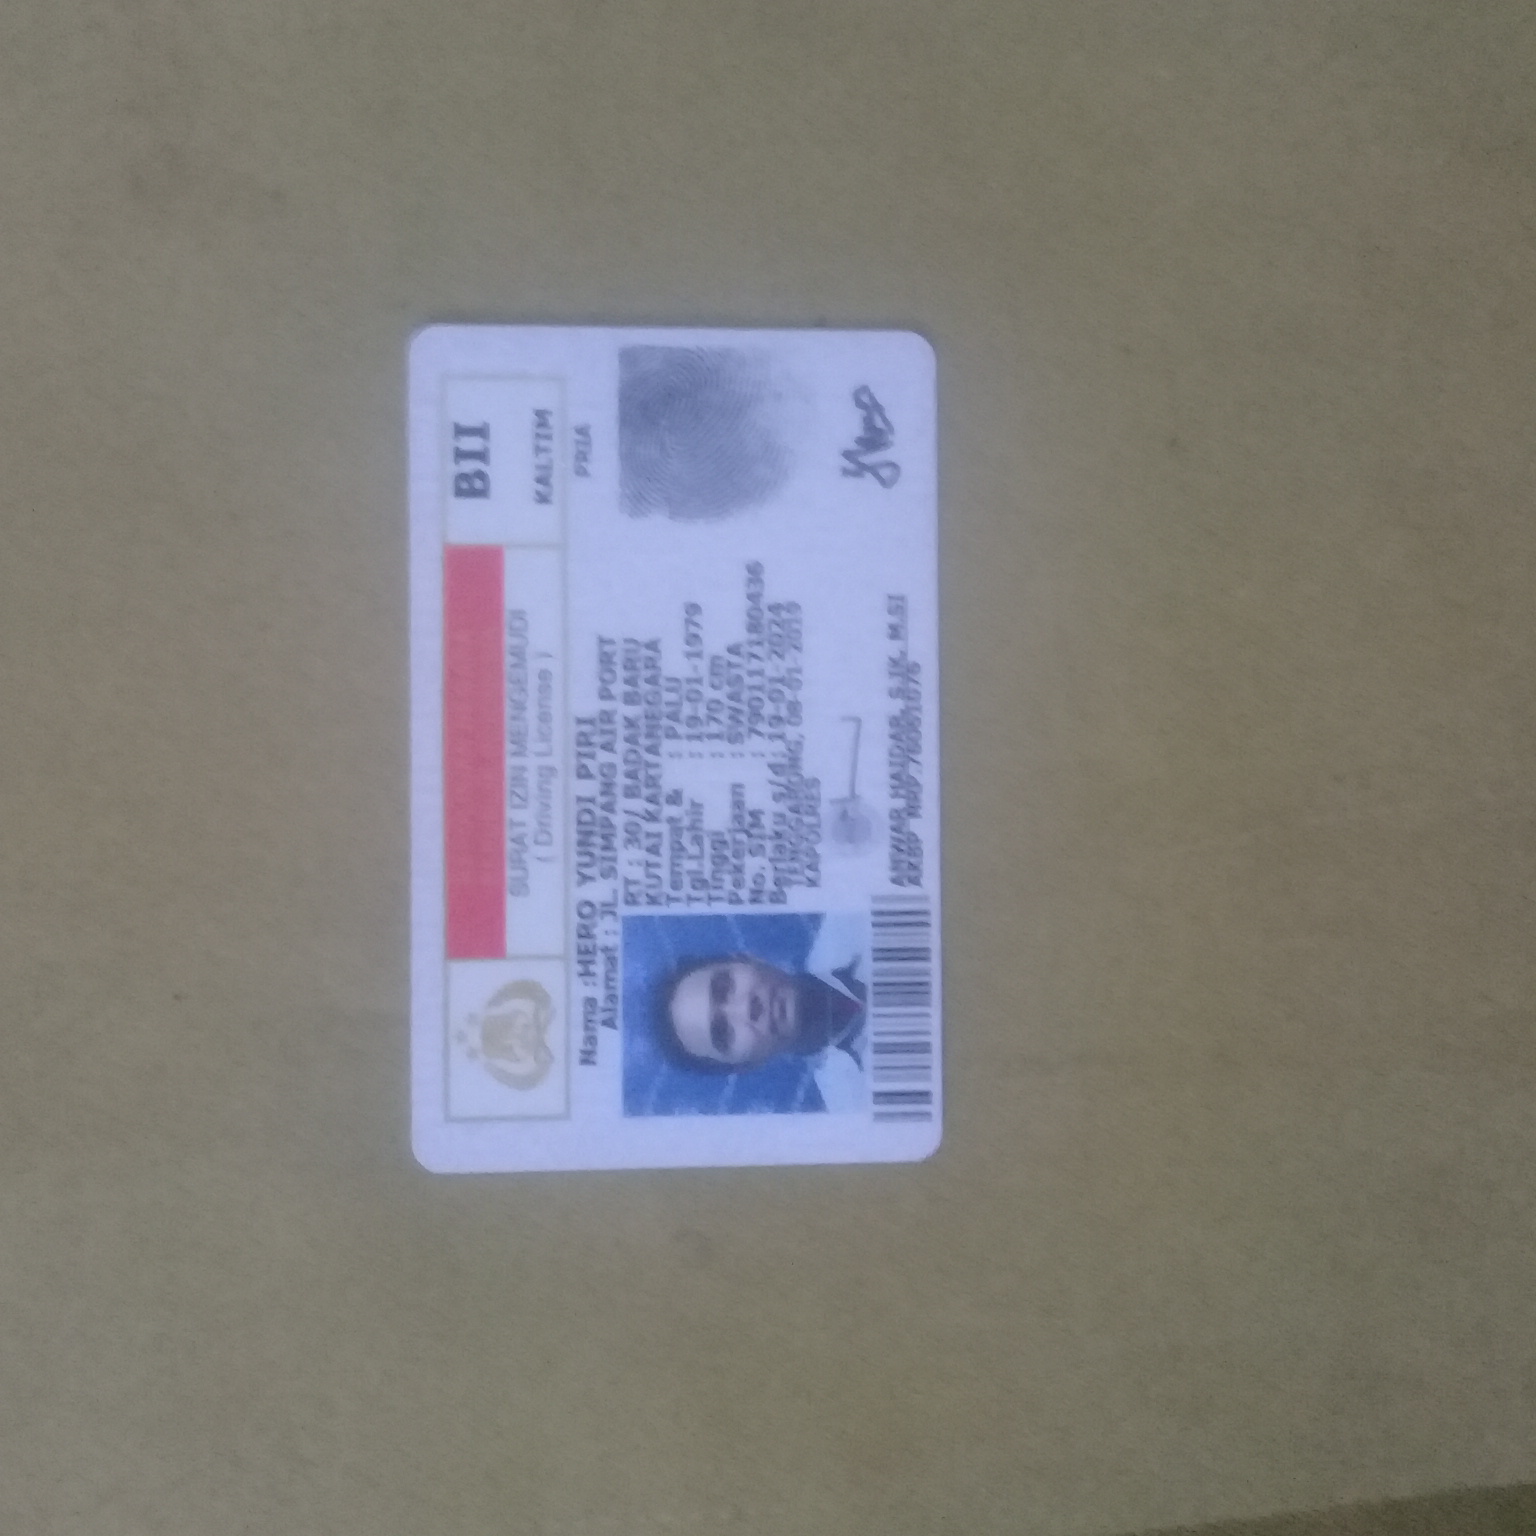 BII
SURAT IZIN MENGEMUDI
( Driving License )
KALTIM
Nama :HERO YUNDI PIRI
PRIA
Alamat : JL. SIMPANG AIR PORT
RT : 30/ BADAK BARU
KUTAI KARTANEGARA
Tempat & : PALU
Tgl.Lahir : 19-01-1979
Tinggi : 170 cm
Pekerjaan : SWASTA
No. SIM : 790117180436
Berlaku s/d : 19-01-2024
TENGGARONG, 08-01-2019
KAPOLRES
ANWAR HAIDAR, S.IK, M.SI
AKBP NRP.76061076